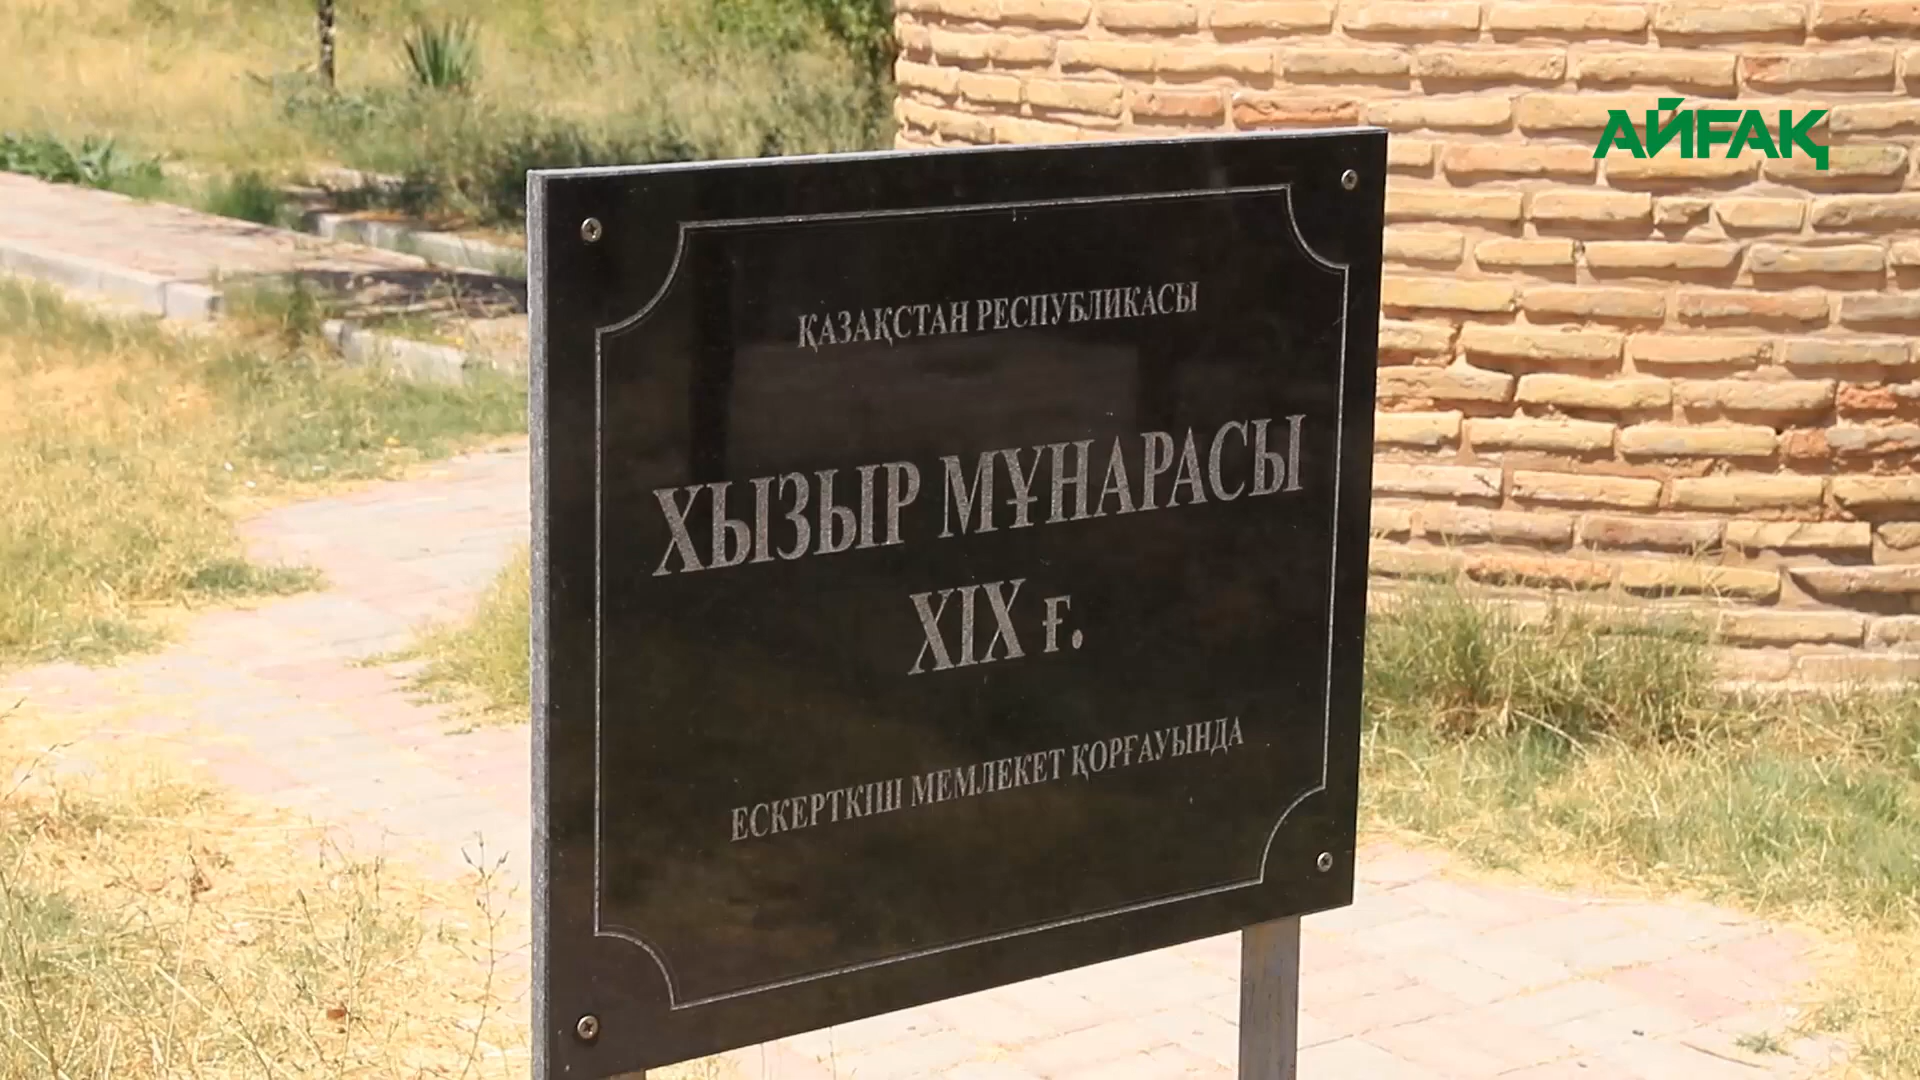 АЙҒАҚ
ҚАЗАҚСТАН РЕСПУБЛИКАСЫ
ХЫЗЫР МҰНАРАСЫ
XIX ғ.
ЕСКЕРТКІШ МЕМЛЕКЕТ ҚОРҒАУЫНДА